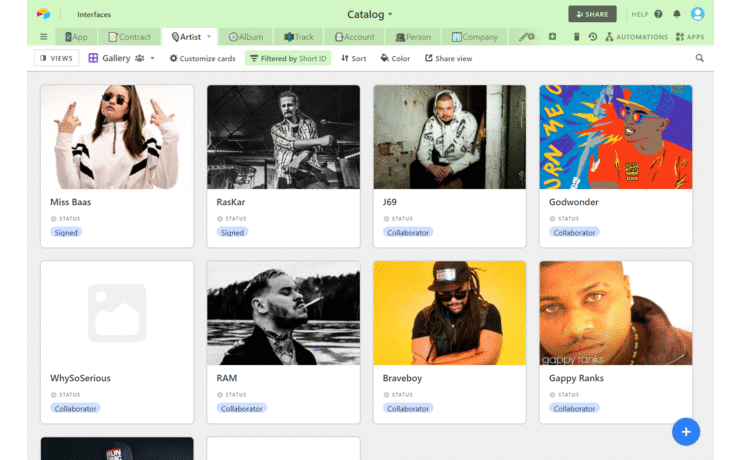 Interfaces
Catalog
SHARE
HELP
App
Contract
Artist
Album
Track
Account
Person
Company
AUTOMATIONS
APPS
VIEWS
Gallery
Customize cards
Filtered by Short ID
Sort
Color
Share view
URN ME O
Miss Baas
STATUS
Signed
RasKar
STATUS
Signed
J69
STATUS
Collaborator
Godwonder
STATUS
Collaborator
gappy ranks
WhySoSerious
STATUS
Collaborator
RAM
STATUS
Collaborator
Braveboy
STATUS
Collaborator
Gappy Ranks
STATUS
Collaborator
+